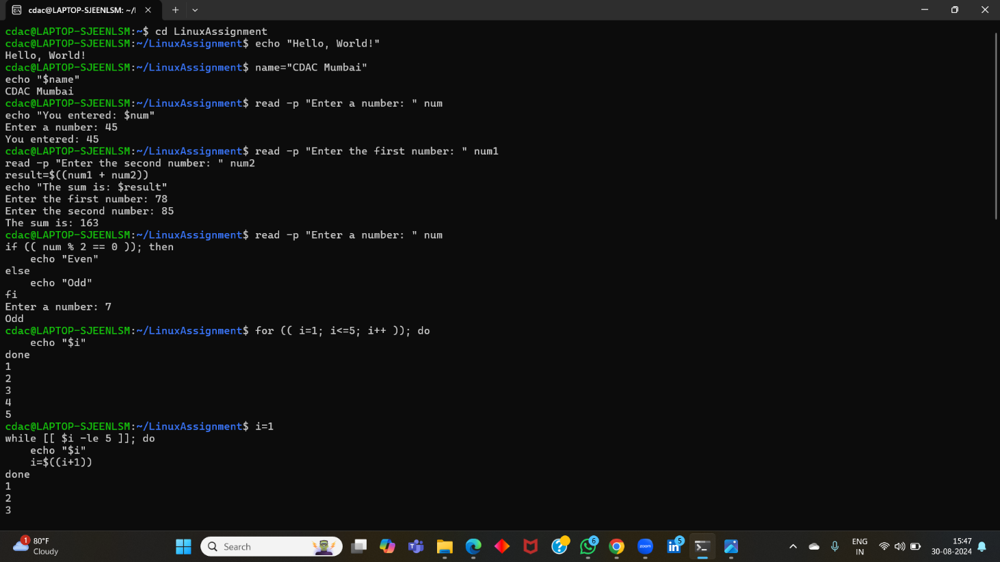 cdac@LAPTOP-SJEENLSM: ~/l
cdac@LAPTOP-SJEENLSM:~$ cd LinuxAssignment
cdac@LAPTOP-SJEENLSM:~/LinuxAssignment$ echo "Hello, World!"
Hello, World!
cdac@LAPTOP-SJEENLSM:~/LinuxAssignment$ name="CDAC Mumbai"
echo "$name"
CDAC Mumbai
cdac@LAPTOP-SJEENLSM:~/LinuxAssignment$ read -p "Enter a number: " num
echo "You entered: $num"
Enter a number: 45
You entered: 45
cdac@LAPTOP-SJEENLSM:~/LinuxAssignment$ read -p "Enter the first number: " num1
read -p "Enter the second number: " num2
result=$((num1 + num2))
echo "The sum is: $result"
Enter the first number: 78
Enter the second number: 85
The sum is: 163
cdac@LAPTOP-SJEENLSM:~/LinuxAssignment$ read -p "Enter a number: " num
if (( num % 2 == 0 )); then
    echo "Even"
else
    echo "Odd"
fi
Enter a number: 7
Odd
cdac@LAPTOP-SJEENLSM:~/LinuxAssignment$ for (( i=1; i<=5; i++ )); do
    echo "$i"
done
1
2
3
4
5
cdac@LAPTOP-SJEENLSM:~/LinuxAssignment$ i=1
while [[ $i -le 5 ]]; do
    echo "$i"
    i=$((i+1))
done
1
2
3
1
80°F
Cloudy
Search
6
zoom
in 5
ENG
IN
15:47
30-08-2024